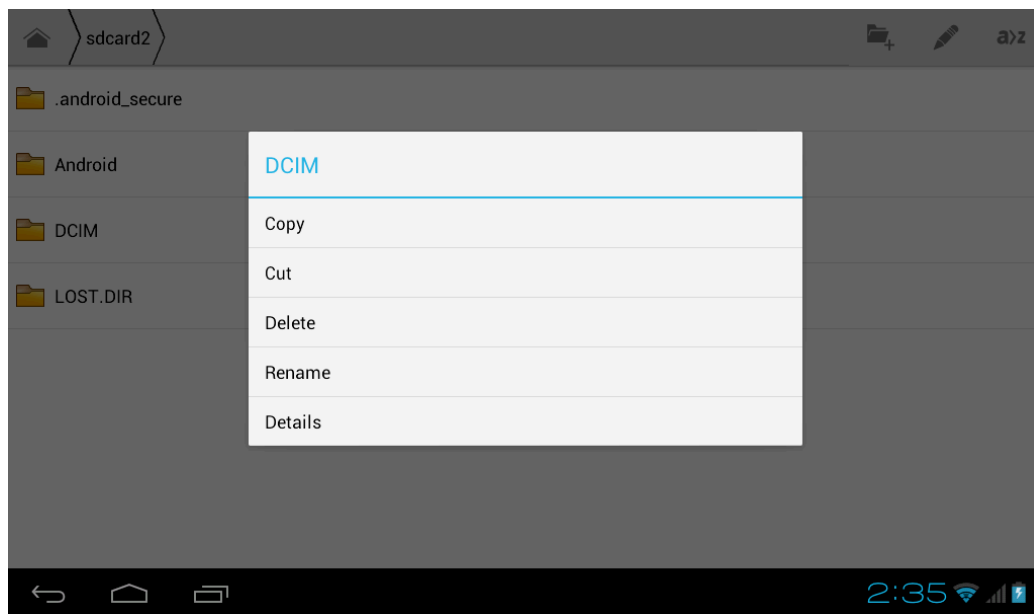 sdcard2
a>z
.android_secure
Android
DCIM
LOST.DIR
DCIM
Copy
Cut
Delete
Rename
Details
2:35